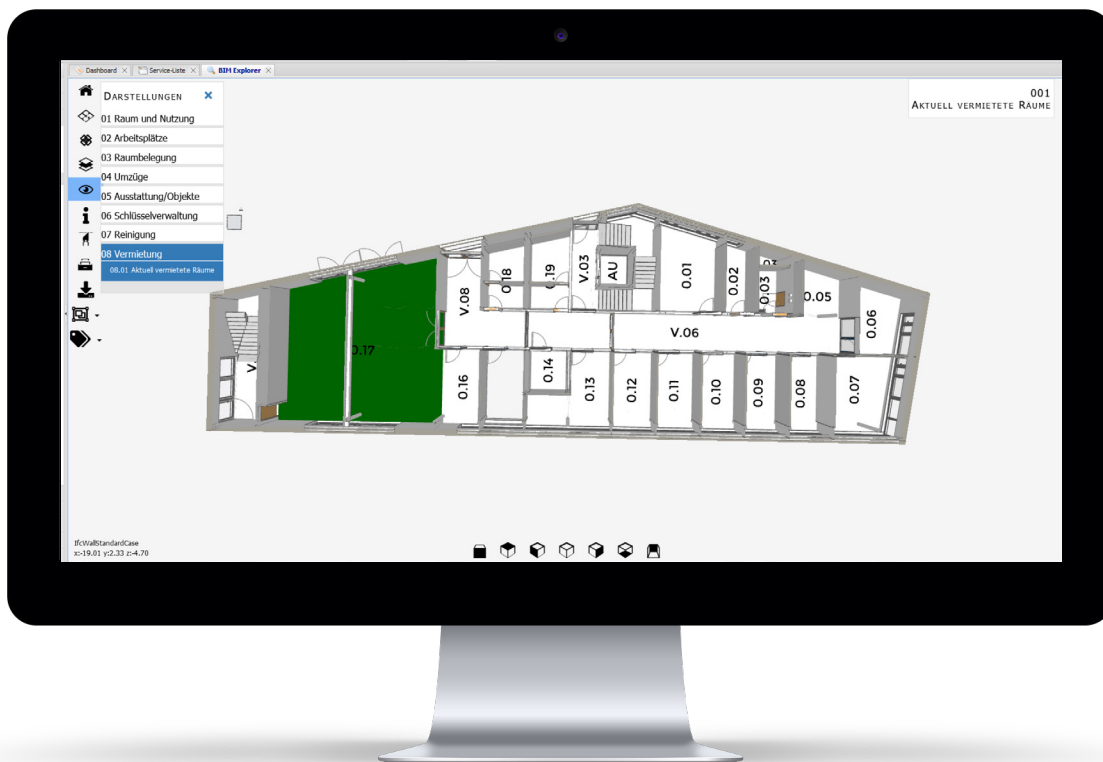 Dashboard
Service-Liste
BIM Explorer
DARSTELLUNGEN
01 Raum und Nutzung
02 Arbeitsplätze
03 Raumbelegung
04 Umzüge
05 Ausstattung/Objekte
06 Schlüsselverwaltung
07 Reinigung
08 Vermietung
08.01 Aktuell vermietete Räume
001
AKTUELL VERMIETETE RÄUME
V.08
0.18
0.19
V.03
AU
0.01
0.02
0.03
0.05
0.06
0.17
V.06
0.16
0.14
0.13
0.12
0.11
0.10
0.09
0.08
0.07
IfcWallStandardCase
x:-19.01 y:2.33 z:-4.70